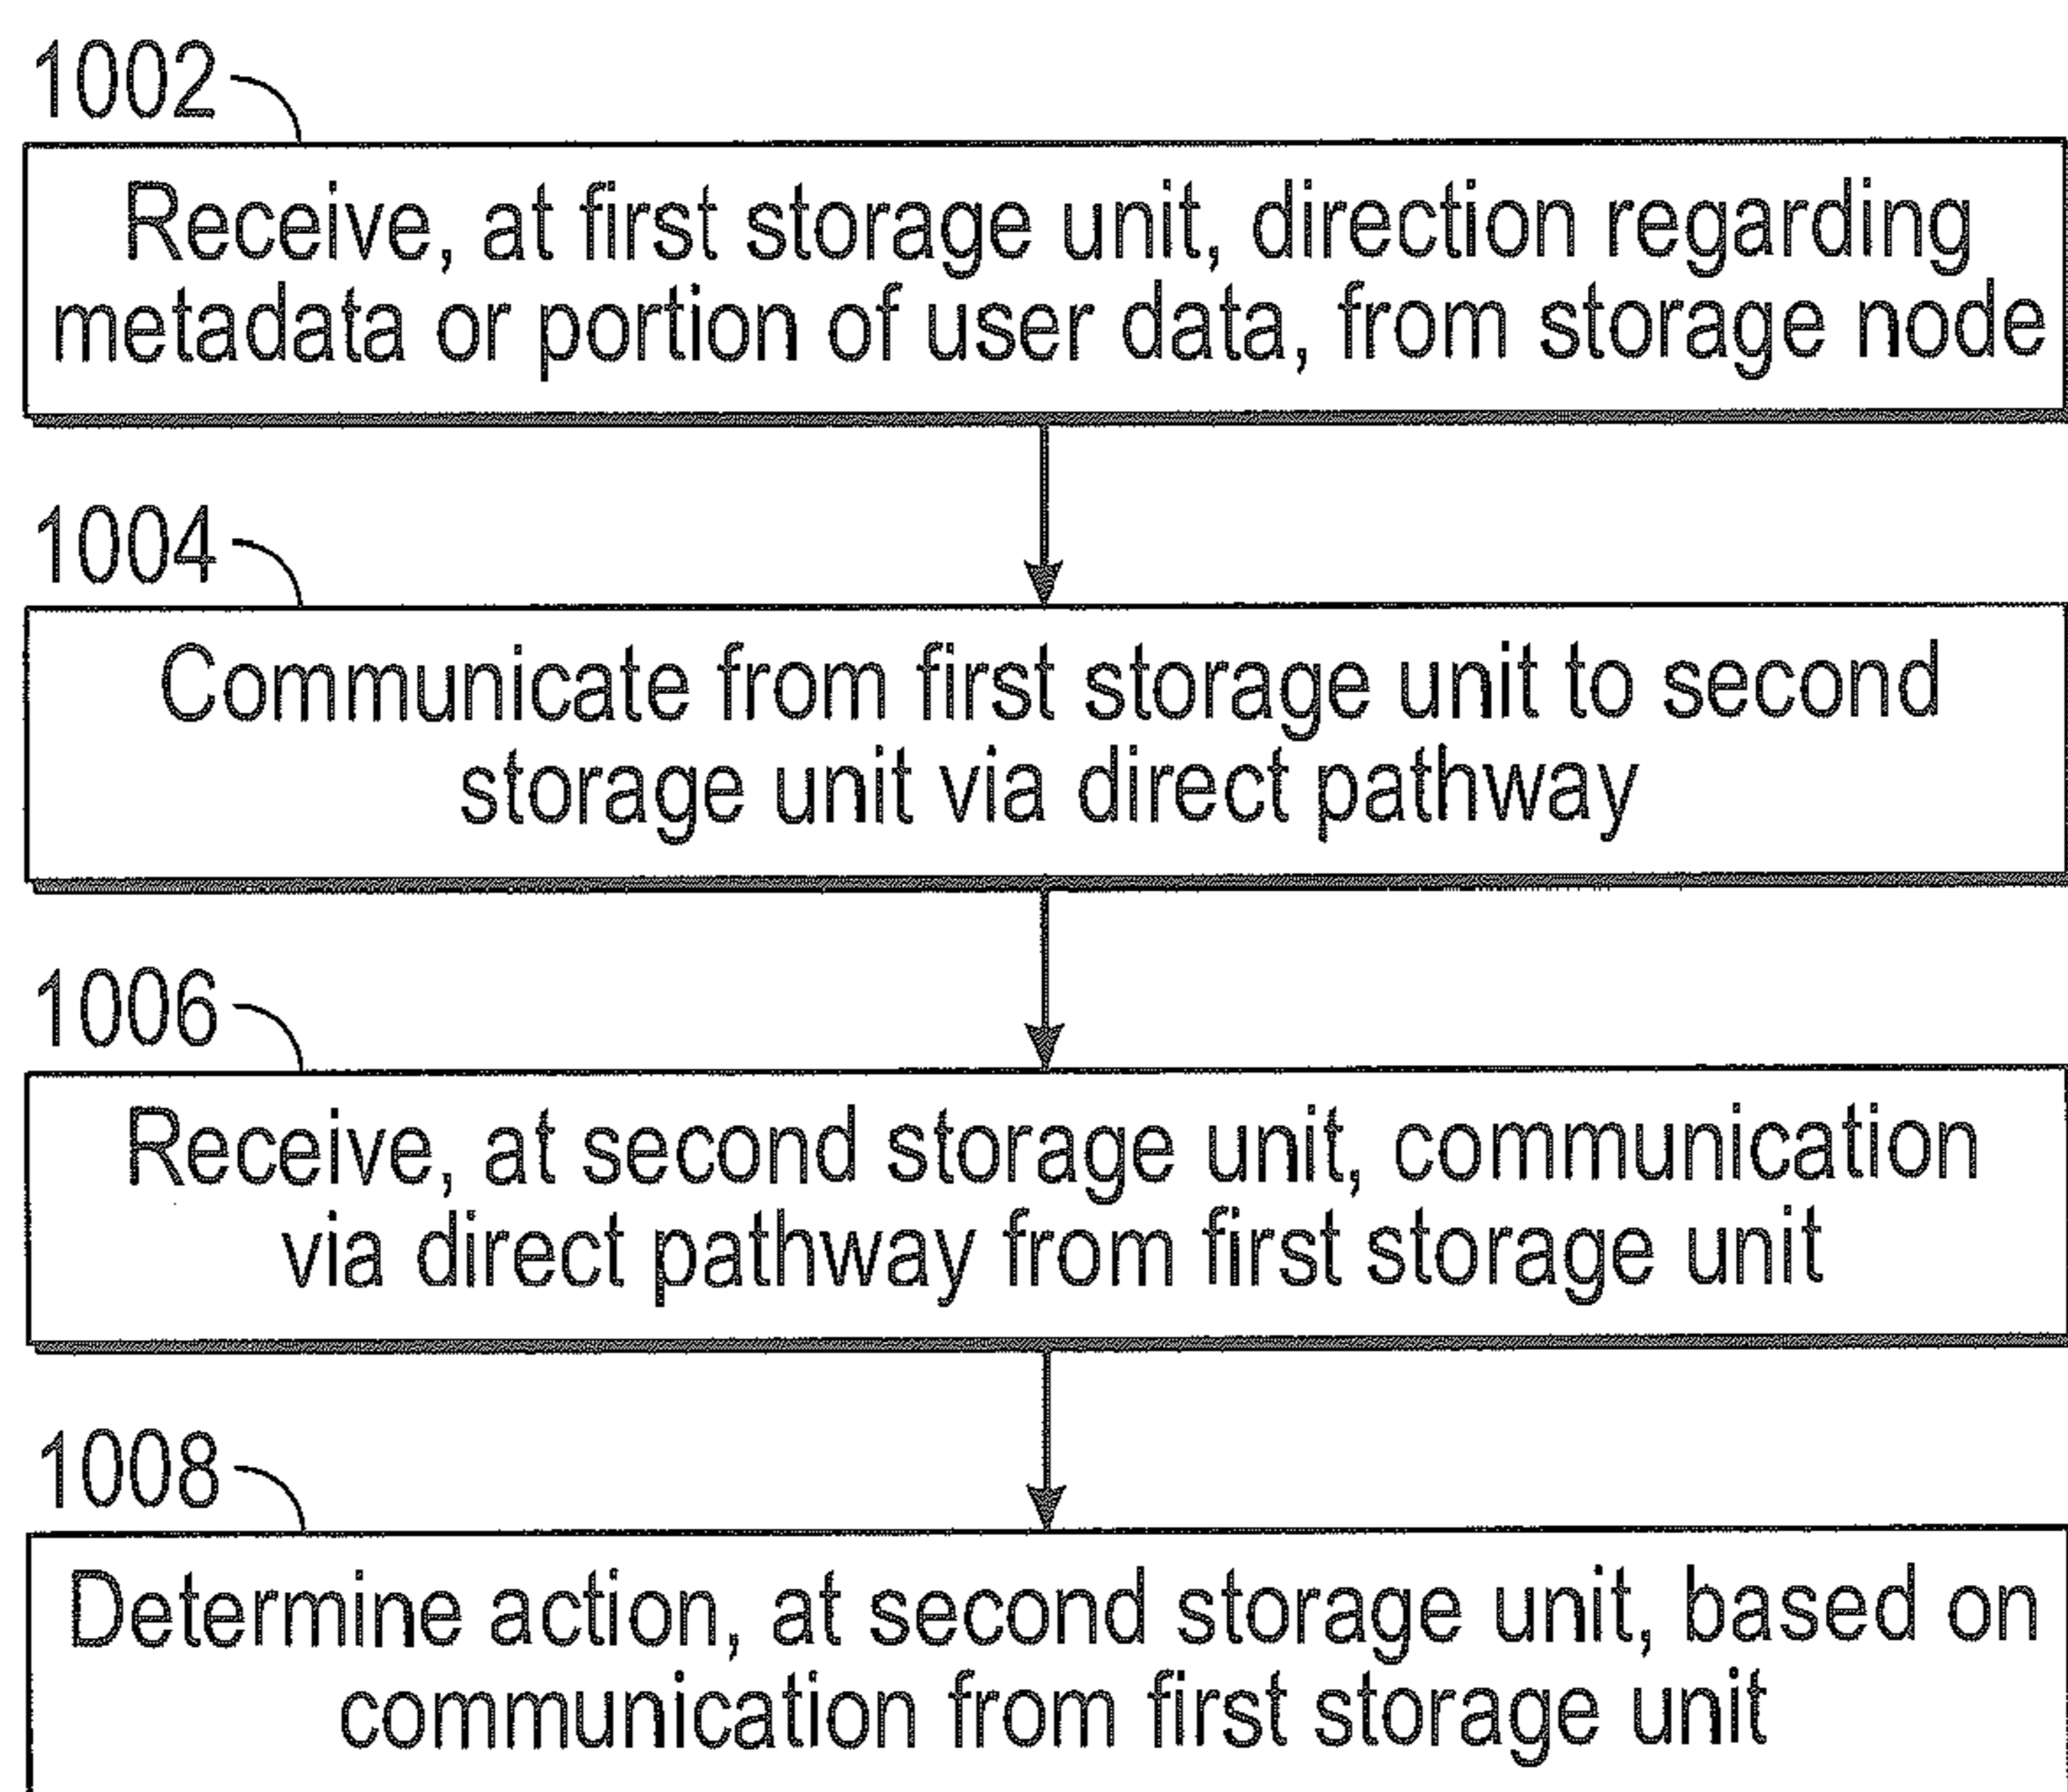 1002
Receive, at first storage unit, direction regarding
metadata or portion of user data, from storage node
1004
Communicate from first storage unit to second
storage unit via direct pathway
1006
Receive, at second storage unit, communication
via direct pathway from first storage unit
1008
Determine action, at second storage unit, based on
communication from first storage unit